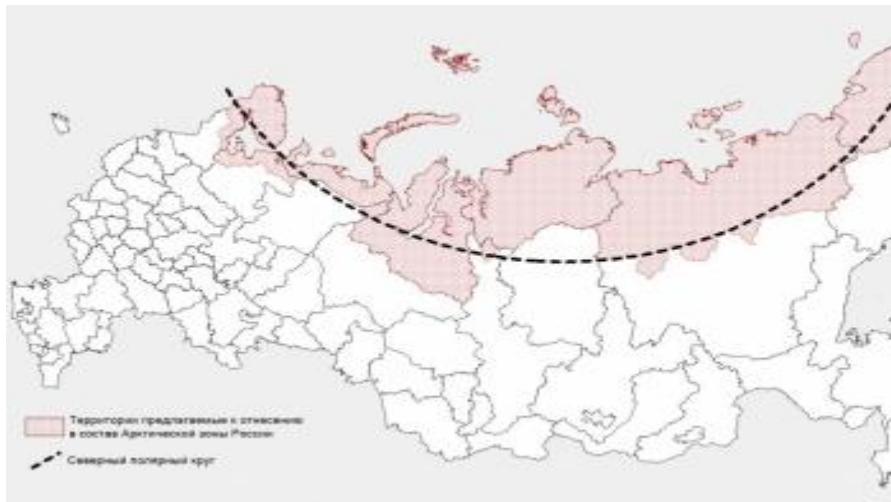 Территории предлагаемые к отнесению
в состав Арктической зоны России
Северный полярный круг